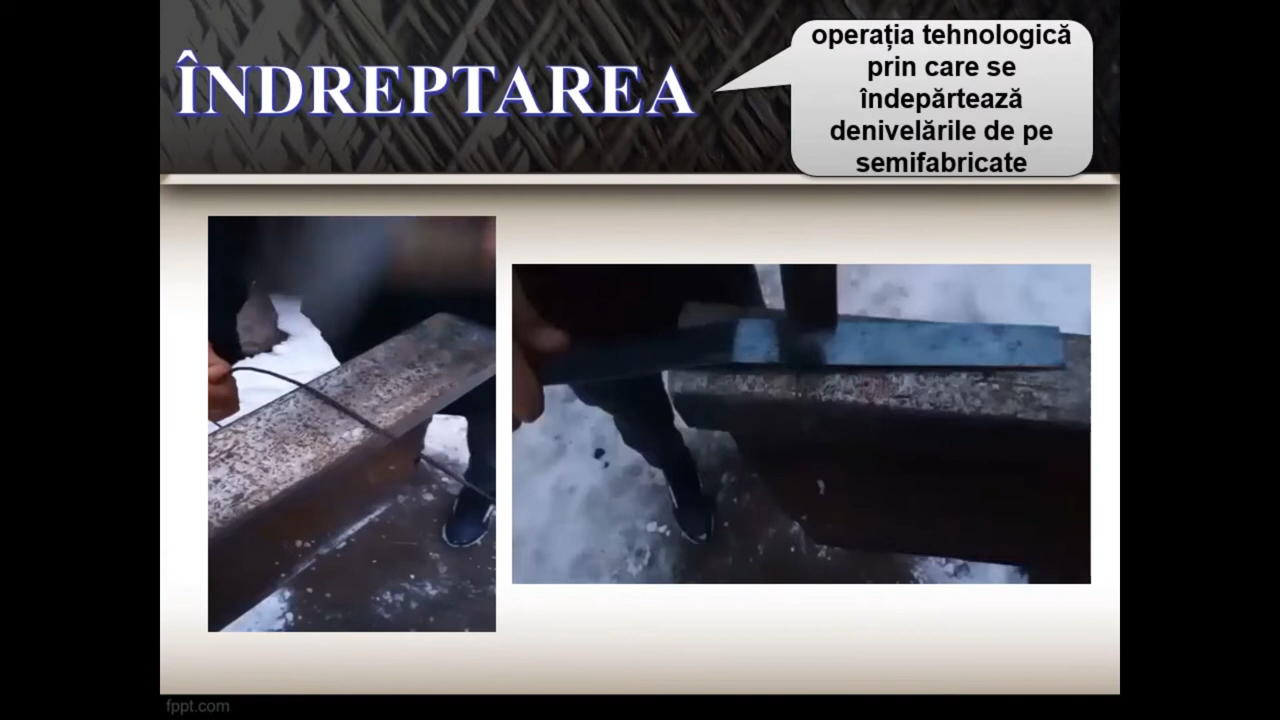 ÎNDREPTAREA
operația tehnologică
prin care se
îndepărtează
denivelările de pe
semifabricate
fppt.com